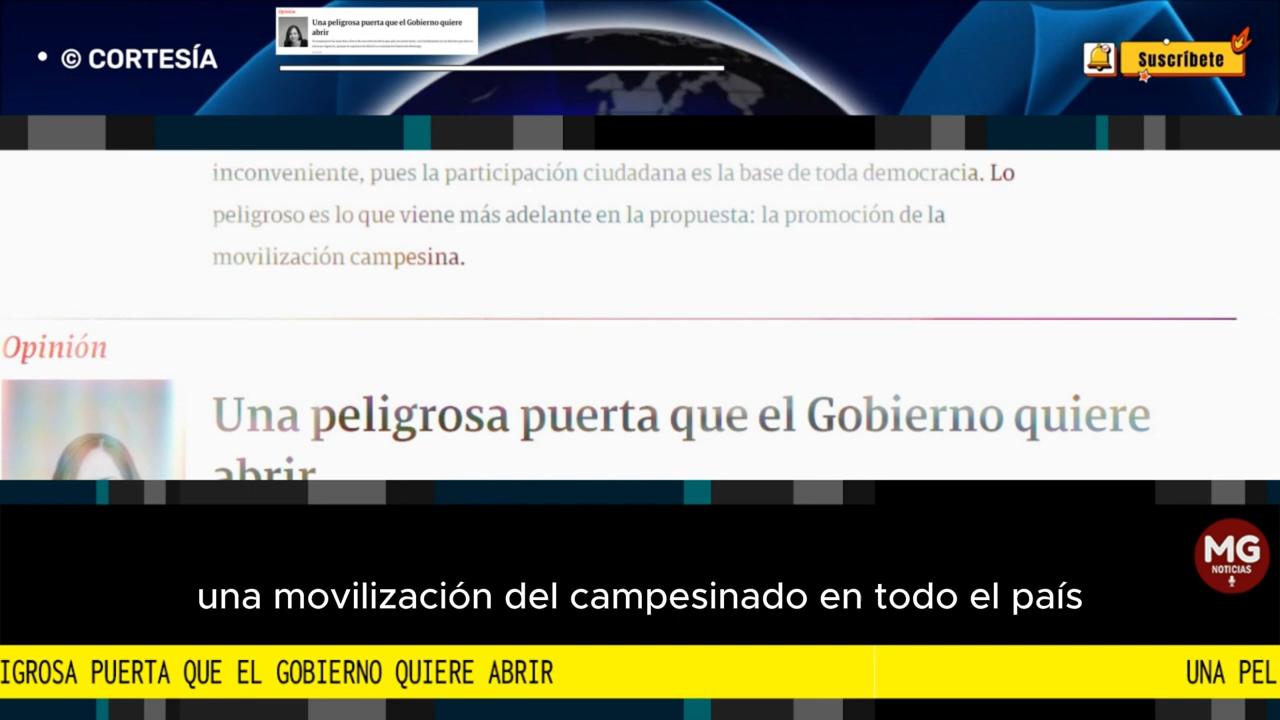 Opinión
Una peligrosa puerta que el Gobierno quiere
abrir
• © CORTESÍA
Suscríbete
inconveniente, pues la participación ciudadana es la base de toda democracia. Lo
peligroso es lo que viene más adelante en la propuesta: la promoción de la
movilización campesina.
Opinión
Una peligrosa puerta que el Gobierno quiere
abrir
MG
NOTICIAS
una movilización del campesinado en todo el país
IGROSA PUERTA QUE EL GOBIERNO QUIERE ABRIR
UNA PEL